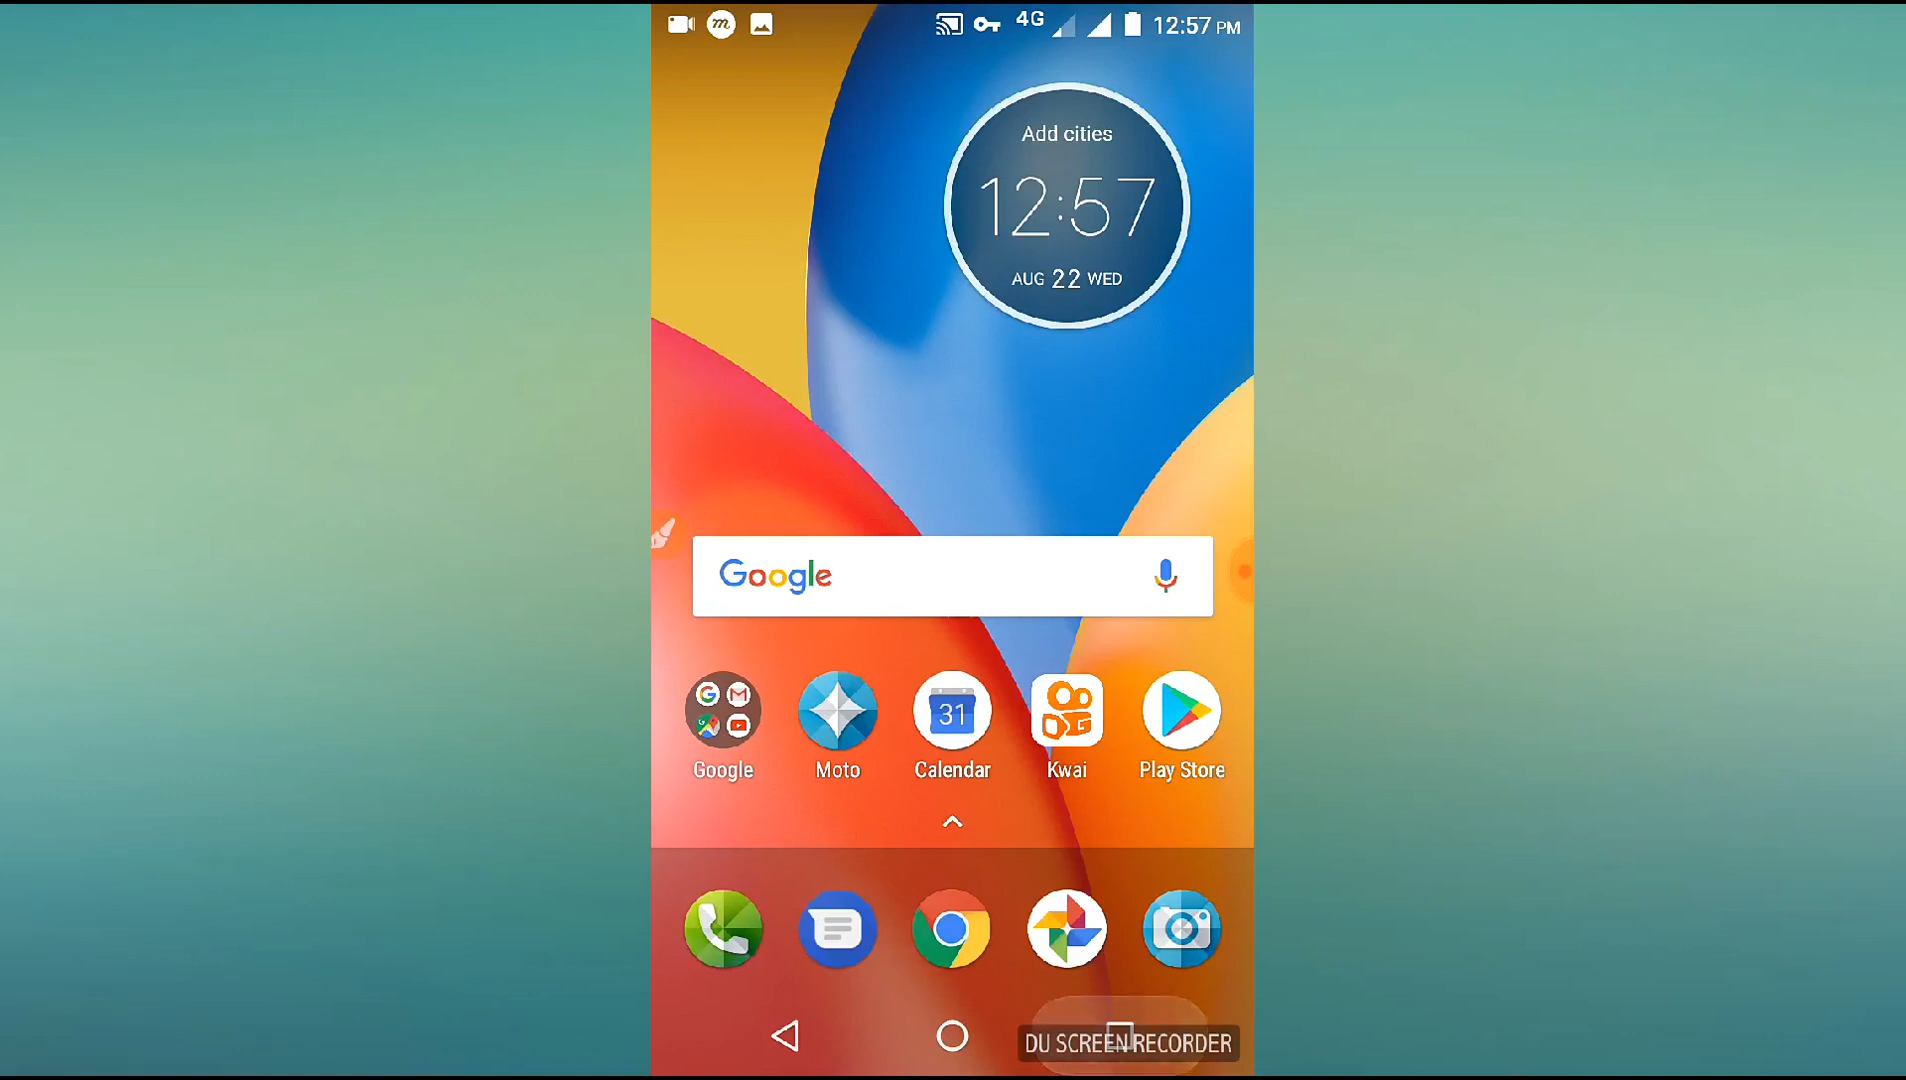 m
4G
12:57 PM
Add cities
12:57
AUG 22 WED
Google
G
31
Google
Moto
Calendar
Kwai
Play Store
DU SCREEN RECORDER